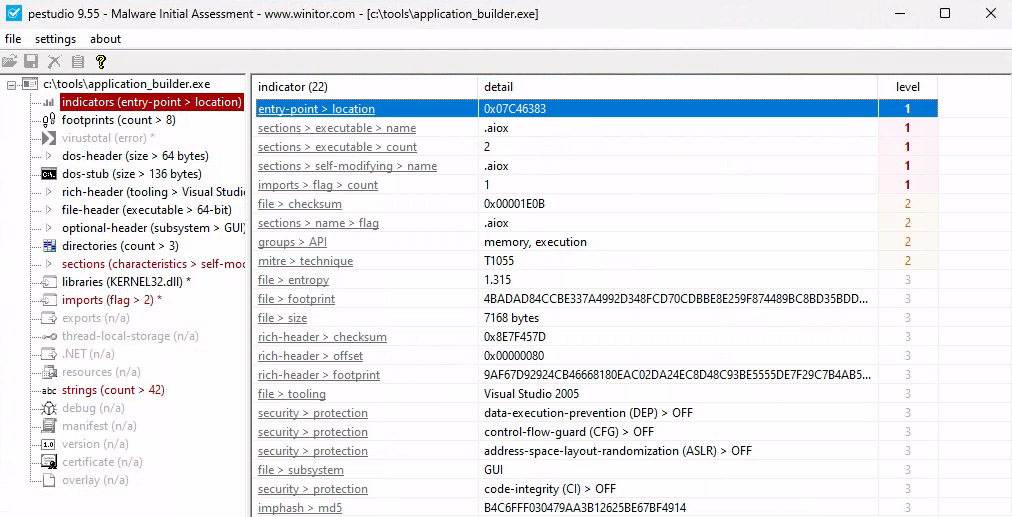 pestudio 9.55 - Malware Initial Assessment - www.winitor.com - [c:\tools\application_builder.exe]
file settings about
c:\tools\application_builder.exe
indicators (entry-point > location)
footprints (count > 8)
virustotal (error) *
dos-header (size > 64 bytes)
dos-stub (size > 136 bytes)
rich-header (tooling > Visual Studio
file-header (executable > 64-bit)
optional-header (subsystem > GUI)
directories (count > 3)
sections (characteristics > self-mod
libraries (KERNEL32.dll) *
imports (flag > 2) *
exports (n/a)
thread-local-storage (n/a)
.NET (n/a)
resources (n/a)
abc strings (count > 42)
debug (n/a)
manifest (n/a)
1.0 version (n/a)
certificate (n/a)
overlay (n/a)
indicator (22) detail level
entry-point > location 0x07C46383 1
sections > executable > name .aiox 1
sections > executable > count 2 1
sections > self-modifying > name .aiox 1
imports > flag > count 1 1
file > checksum 0x00001E0B 2
sections > name > flag .aiox 2
groups > API memory, execution 2
mitre > technique T1055 2
file > entropy 1.315 3
file > footprint 4BADAD84CCBE337A4992D348FCD70CDBBE8E259F874489BC8BD35BDD... 3
file > size 7168 bytes 3
rich-header > checksum 0x8E7F457D 3
rich-header > offset 0x00000080 3
rich-header > footprint 9AF67D92924CB46668180EAC02DA24EC8D48C93BE5555DE7F29C7B4AB5... 3
file > tooling Visual Studio 2005 3
security > protection data-execution-prevention (DEP) > OFF 3
security > protection control-flow-guard (CFG) > OFF 3
security > protection address-space-layout-randomization (ASLR) > OFF 3
file > subsystem GUI 3
security > protection code-integrity (CI) > OFF 3
imphash > md5 B4C6FFF030479AA3B12625BE67BF4914 3